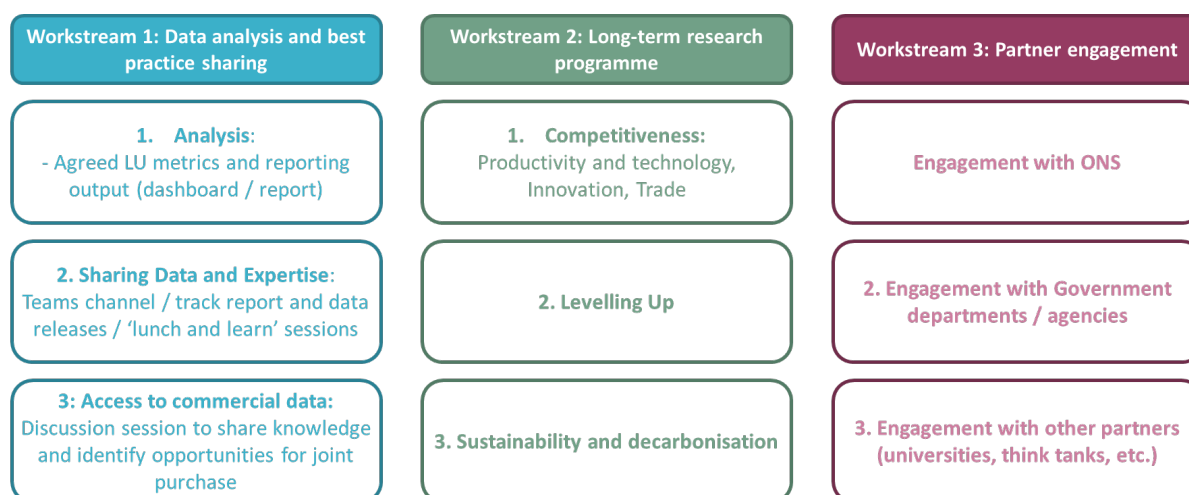 Workstream 1: Data analysis and best
practice sharing
1. Analysis:
- Agreed LU metrics and reporting
output (dashboard / report)
2. Sharing Data and Expertise:
Teams channel / track report and data
releases / ‘lunch and learn’ sessions
3: Access to commercial data:
Discussion session to share knowledge
and identify opportunities for joint
purchase
Workstream 2: Long-term research
programme
1. Competitiveness:
Productivity and technology,
Innovation, Trade
2. Levelling Up
3. Sustainability and decarbonisation
Workstream 3: Partner engagement
Engagement with ONS
2. Engagement with Government
departments / agencies
3. Engagement with other partners
(universities, think tanks, etc.)